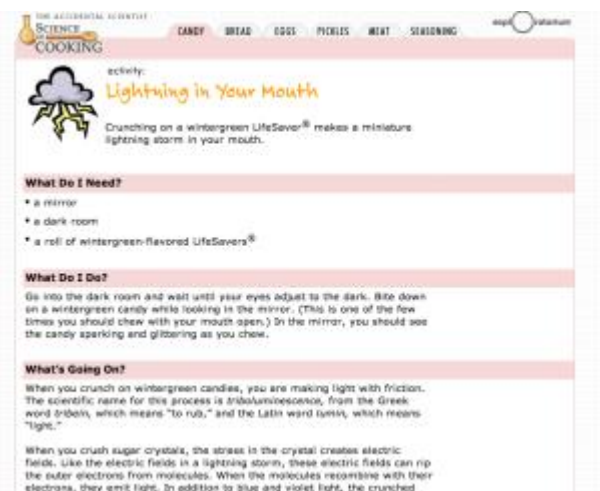 THE ACCIDENTAL SCIENTIST
SCIENCE OF COOKING
CANDY BREAD EGGS PICKLES MEAT SEASONING
exploratorium
activity:
Lightning in Your Mouth
Crunching on a wintergreen LifeSaver® makes a miniature
lightning storm in your mouth.
What Do I Need?
• a mirror
• a dark room
• a roll of wintergreen-flavored LifeSavers®
What Do I Do?
Go into the dark room and wait until your eyes adjust to the dark. Bite down
on a wintergreen candy while looking in the mirror. (This is one of the few
times you should chew with your mouth open.) In the mirror, you should see
the candy sparking and glittering as you chew.
What's Going On?
When you crunch on wintergreen candies, you are making light with friction.
The scientific name for this process is triboluminescence, from the Greek
word tribein, which means "to rub," and the Latin word lumin, which means
"light."
When you crush sugar crystals, the stress in the crystal creates electric
fields. Like the electric fields in a lightning storm, these electric fields can rip
the outer electrons from molecules. When the molecules recombine with their
electrons, they emit light. In addition to blue and violet light, the crunched